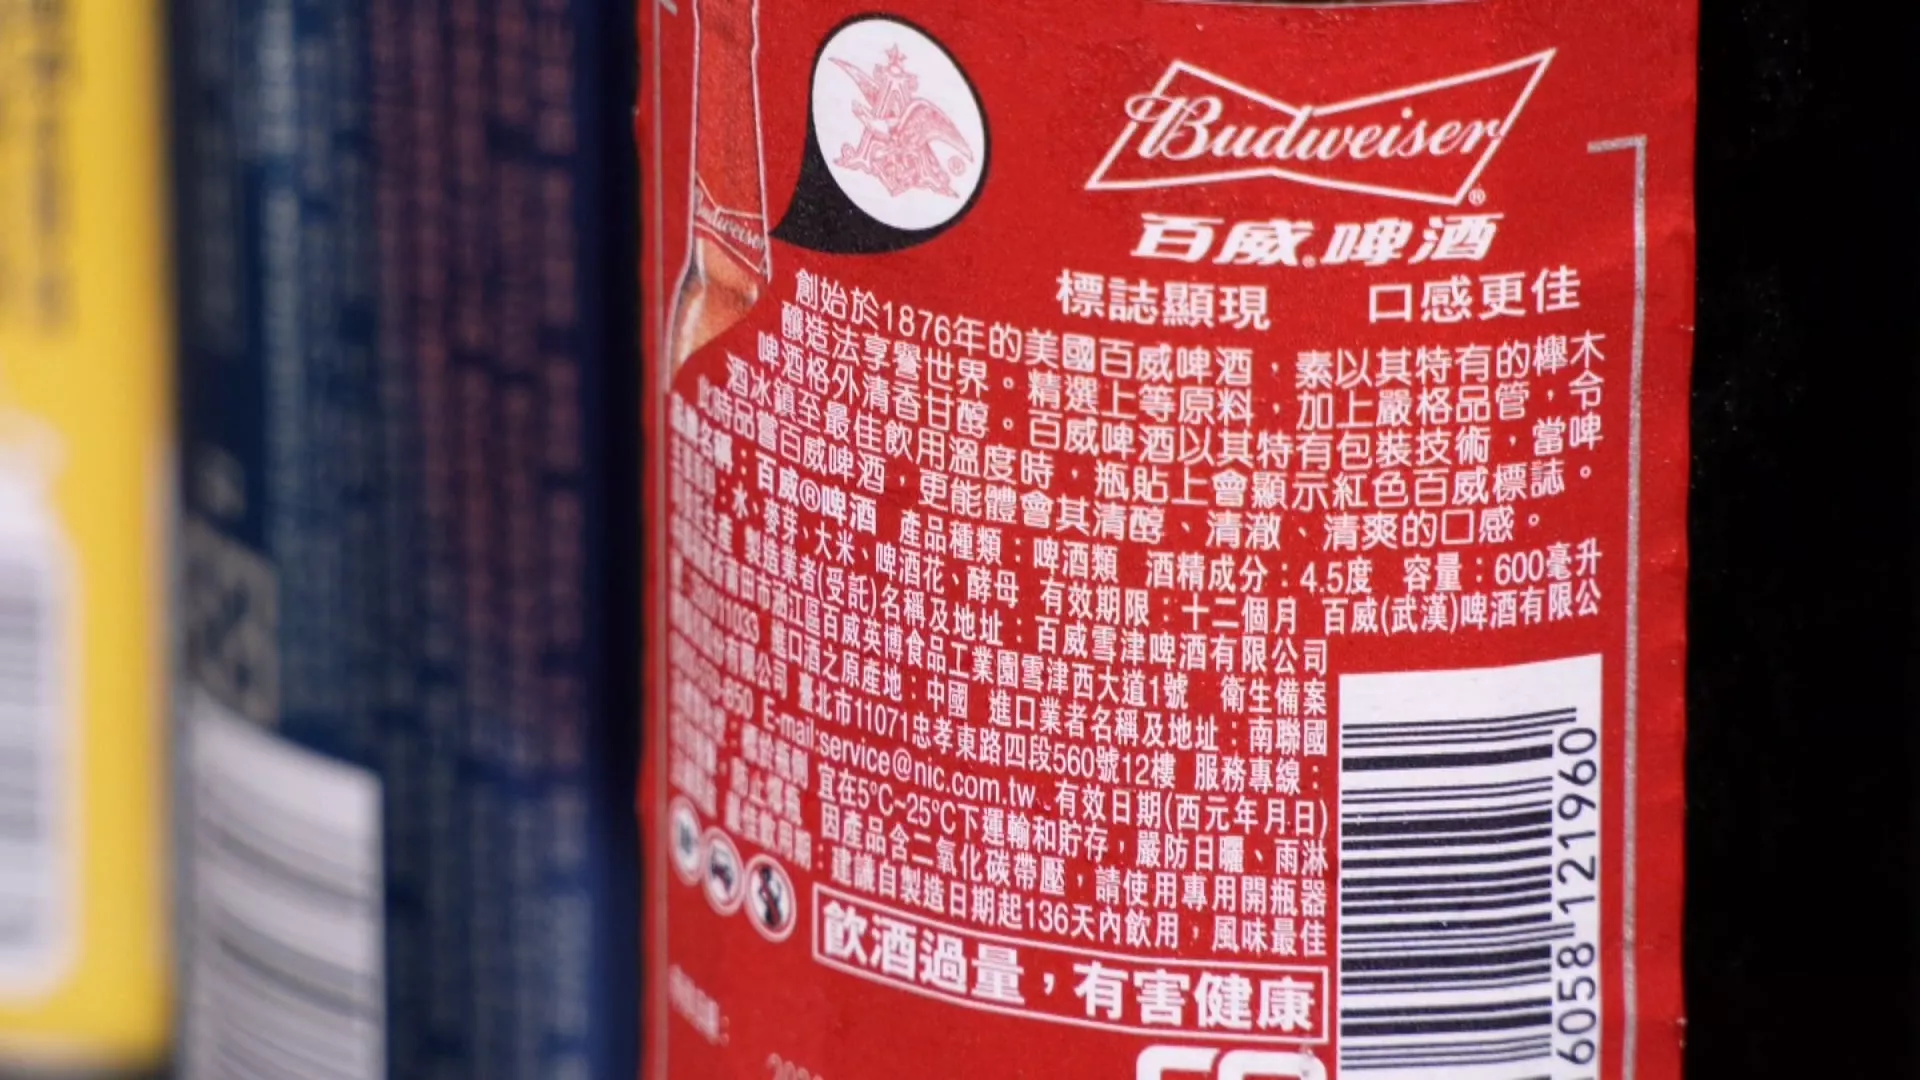 Budweiser
Budweiser
百威啤酒
標誌顯現 口感更佳
創始於1876年的美國百威啤酒，素以其特有的櫸木
釀造法享譽世界。精選上等原料，加上嚴格品管，令
啤酒格外清香甘醇。百威啤酒以其特有包裝技術，當啤
酒冰鎮至最佳飲用溫度時，瓶貼上會顯示紅色百威標誌。
此時品嘗百威啤酒，更能體會其清醇、清澈、清爽的口感。
名稱：百威®啤酒 產品種類：啤酒類 酒精成分：4.5度 容量：600毫升
：水、麥芽、大米、啤酒花、酵母 有效期限：十二個月 百威(武漢)啤酒有限公
製造業者(受託)名稱及地址：百威雪津啤酒有限公司
莆田市涵江區百威英博食品工業園雪津西大道1號 衛生備案
進口酒之原產地：中國 進口業者名稱及地址：南聯國
有限公司 臺北市11071忠孝東路四段560號12樓 服務專線：
-850 E-mail:service@nic.com.tw 有效日期(西元年月日)
宜在5°C~25°C下運輸和貯存，嚴防日曬、雨淋
因產品含二氧化碳帶壓，請使用專用開瓶器
：建議自製造日期起136天內飲用，風味最佳
飲酒過量，有害健康
6058 121960